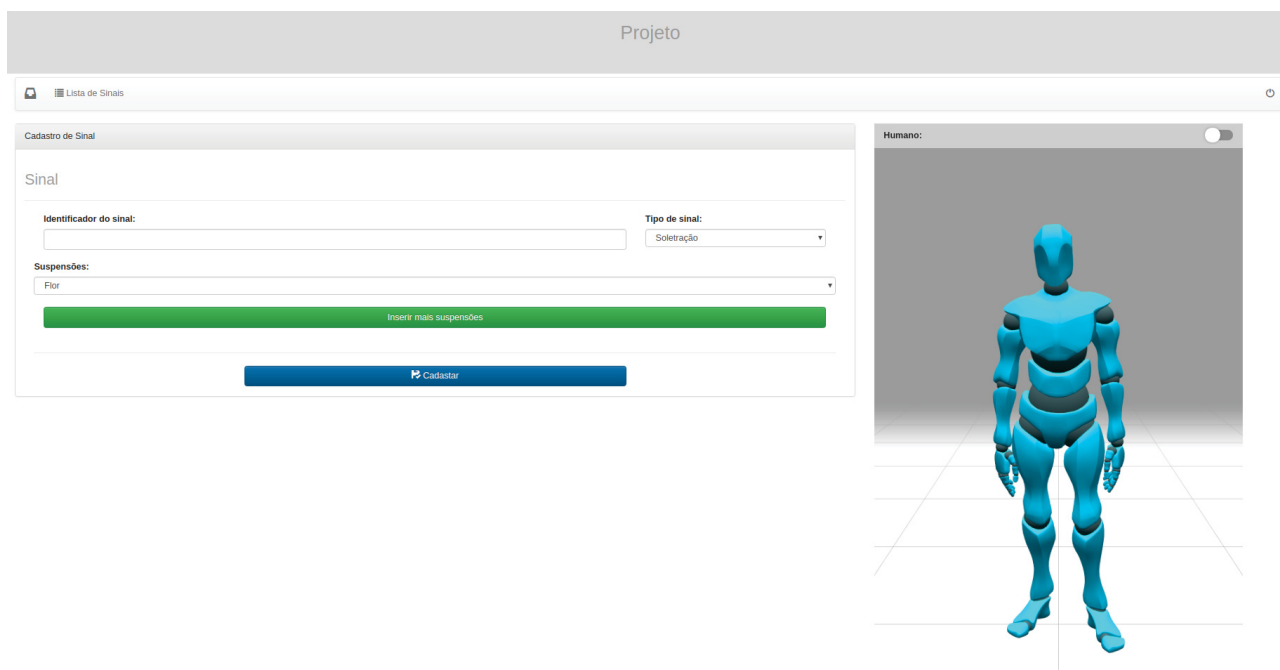 Projeto
Lista de Sinais
Cadastro de Sinal
Humano:
Sinal
Identificador do sinal:
Tipo de sinal:
Soletração
Suspensões:
Flor
Inserir mais suspensões
Cadastar